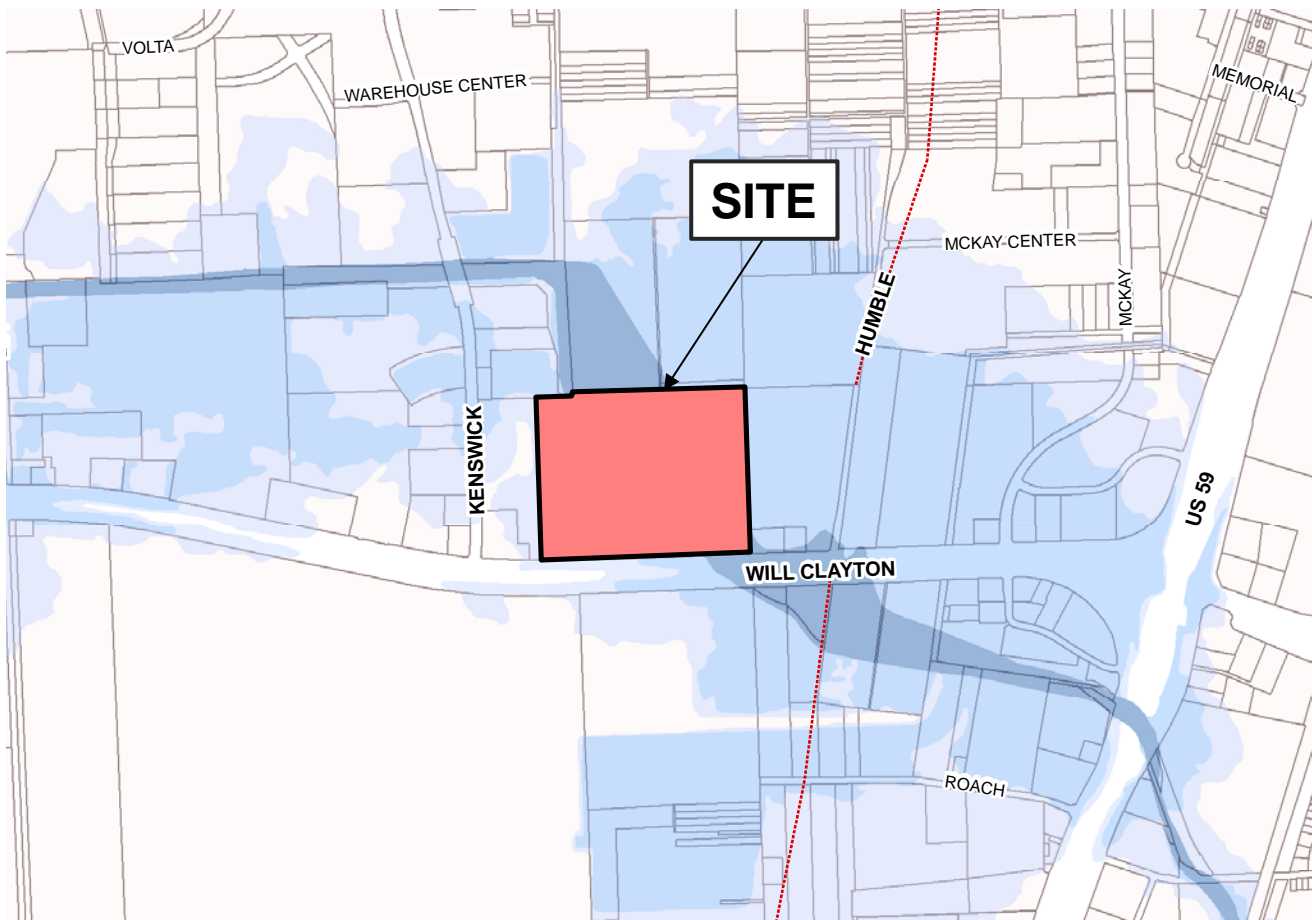 VOLTA
WAREHOUSE CENTER
MEMORIAL
SITE
MCKAY CENTER
HUMBLE
MCKAY
KENSWICK
US 59
WILL CLAYTON
ROACH